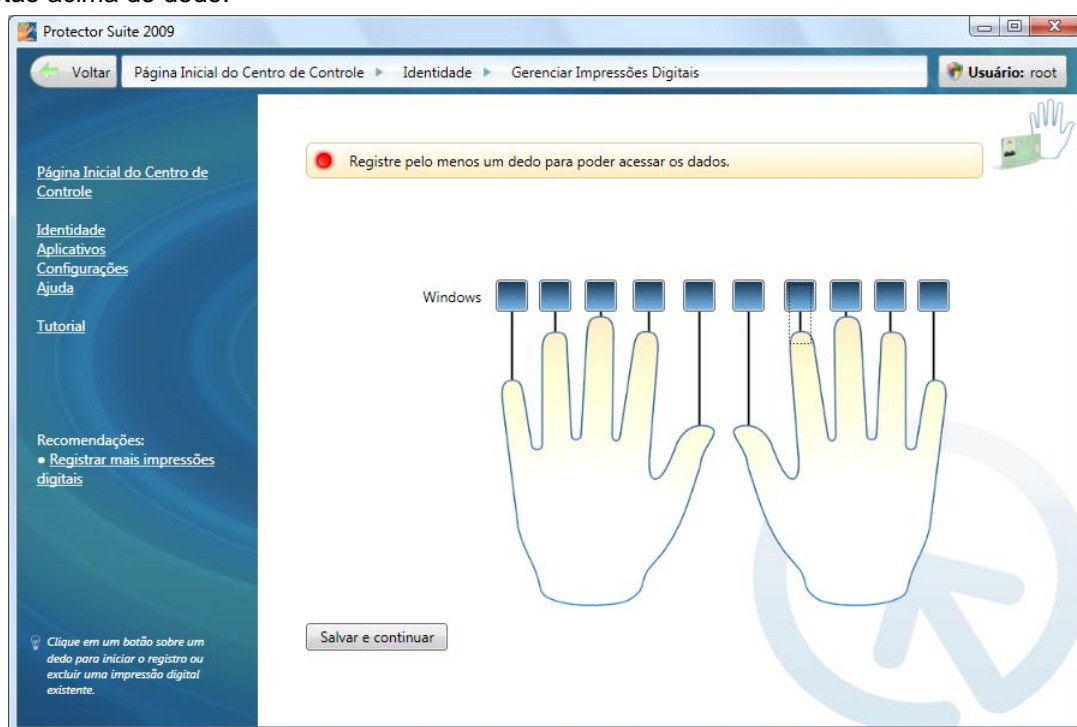 Protector Suite 2009
Voltar Página Inicial do Centro de Controle Identidade Gerenciar Impressões Digitais Usuário: root
Registre pelo menos um dedo para poder acessar os dados.
Página Inicial do Centro de
Controle
Identidade
Aplicativos
Configurações
Ajuda
Tutorial
Windows
Recomendações:
• Registrar mais impressões
digitais
Salvar e continuar
Clique em um botão sobre um
dedo para iniciar o registro ou
excluir uma impressão digital
existente.